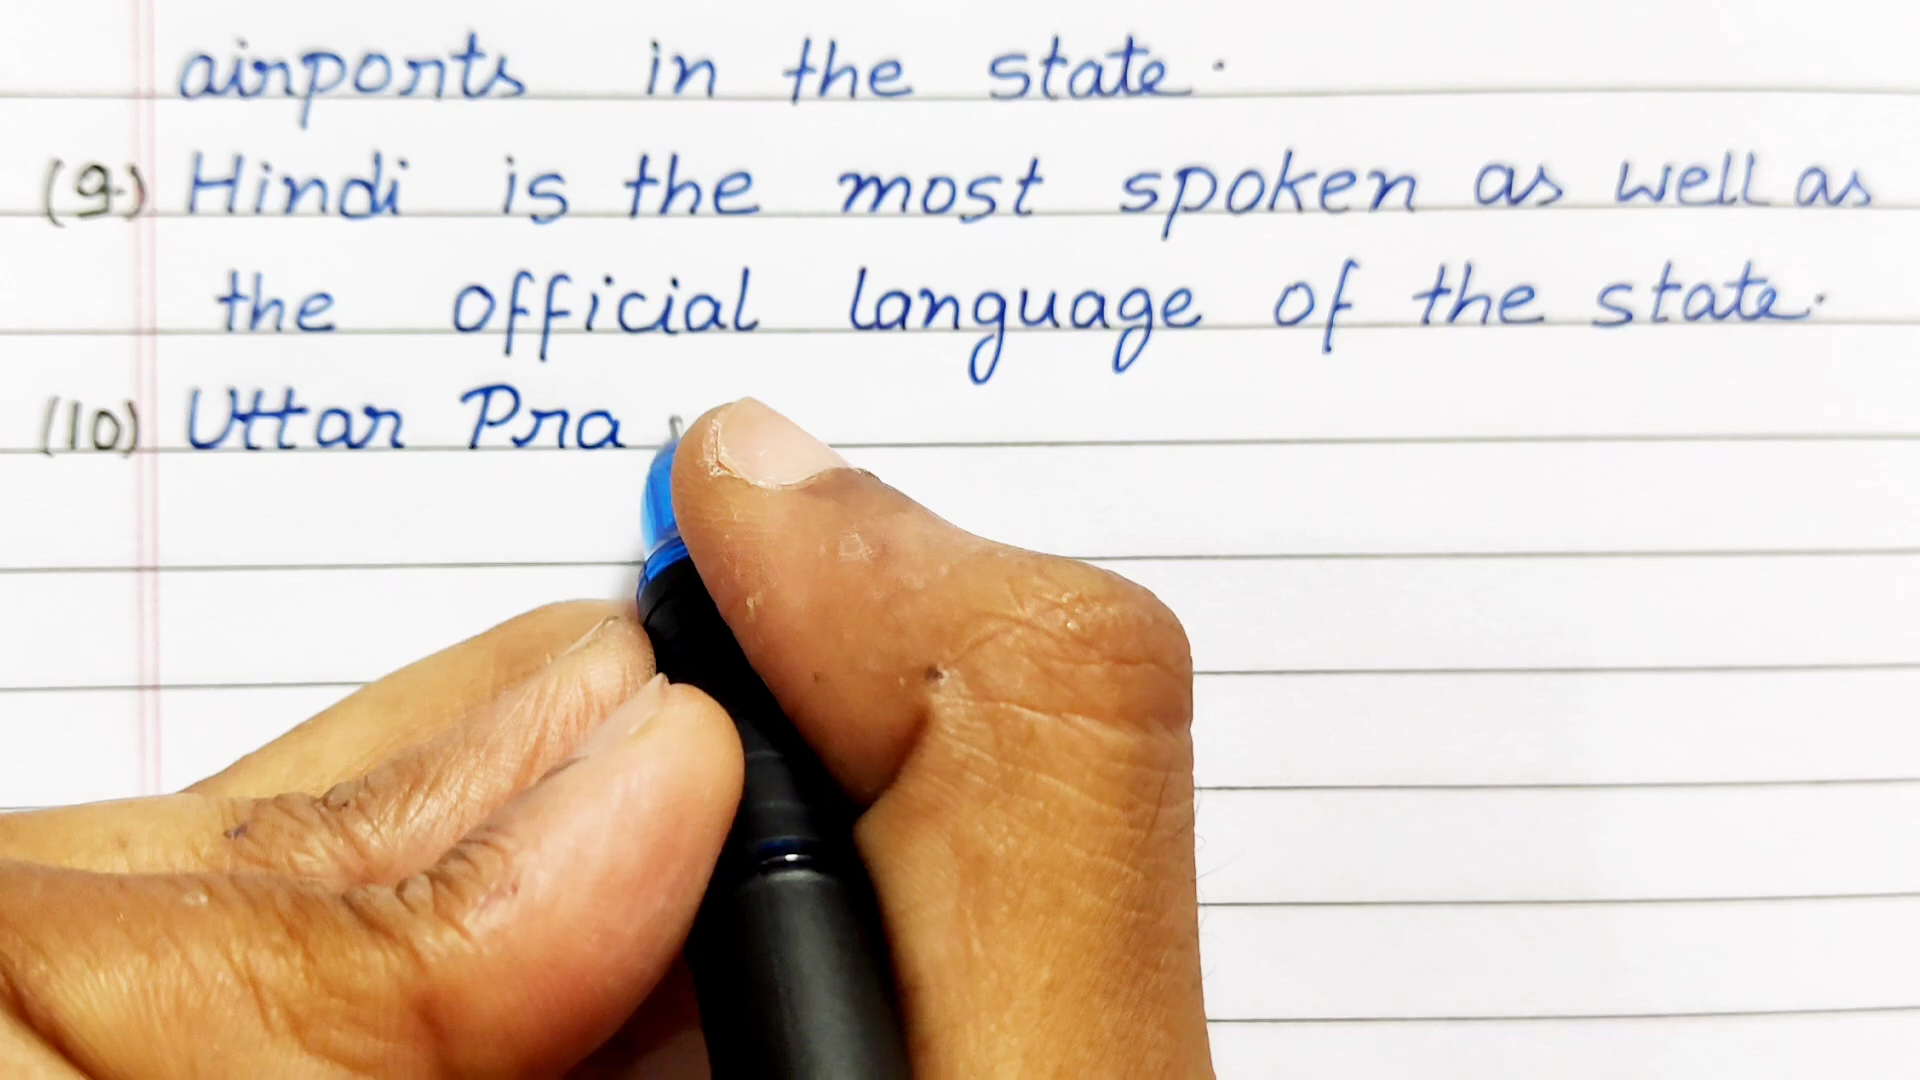 airports in the state.
(9) Hindi is the most spoken as well as
the official language of the state.
(10) Uttar Pra